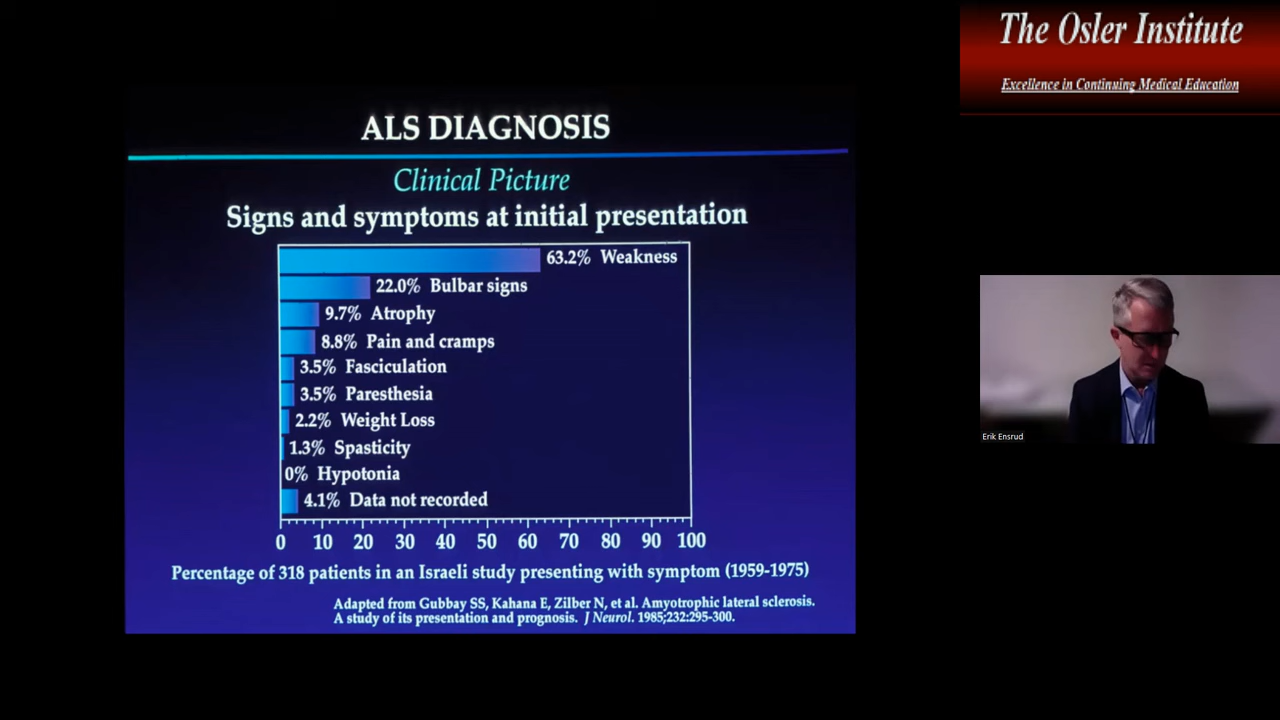 The Osler Institute
Excellence in Continuing Medical Education
ALS DIAGNOSIS
Clinical Picture
Signs and symptoms at initial presentation
63.2% Weakness
22.0% Bulbar signs
9.7% Atrophy
8.8% Pain and cramps
3.5% Fasciculation
3.5% Paresthesia
2.2% Weight Loss
1.3% Spasticity
0% Hypotonia
4.1% Data not recorded
0 10 20 30 40 50 60 70 80 90 100
Percentage of 318 patients in an Israeli study presenting with symptom (1959-1975)
Adapted from Gubbay SS, Kahana E, Zilber N, et al. Amyotrophic lateral sclerosis.
A study of its presentation and prognosis. J Neurol. 1985;232:295-300.
Erik Ensrud